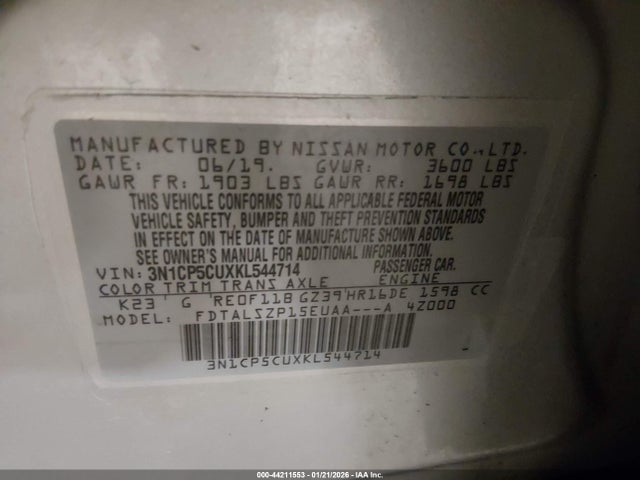 MANUFACTURED BY NISSAN MOTOR CO.,LTD.
DATE: 06/19. GVWR: 3600 LBS
GAWR FR: 1903 LBS GAWR RR: 1698 LBS
THIS VEHICLE CONFORMS TO ALL APPLICABLE FEDERAL MOTOR
VEHICLE SAFETY, BUMPER AND THEFT PREVENTION STANDARDS
IN EFFECT ON THE DATE OF MANUFACTURE SHOWN ABOVE.
SEE OWNER'S MANUAL FOR ADDITIONAL INFORMATION.
VIN: 3N1CP5CUXKL544714 PASSENGER CAR.
COLOR TRIM TRANS AXLE ENGINE
K23 G RE0F11B GZ39 HR16DE 1598 CC
MODEL: FDTALSZP15EUAA---A 4Z000
3N1CP5CUXKL544714
000-44211553 - 01/21/2026 - IAA Inc.